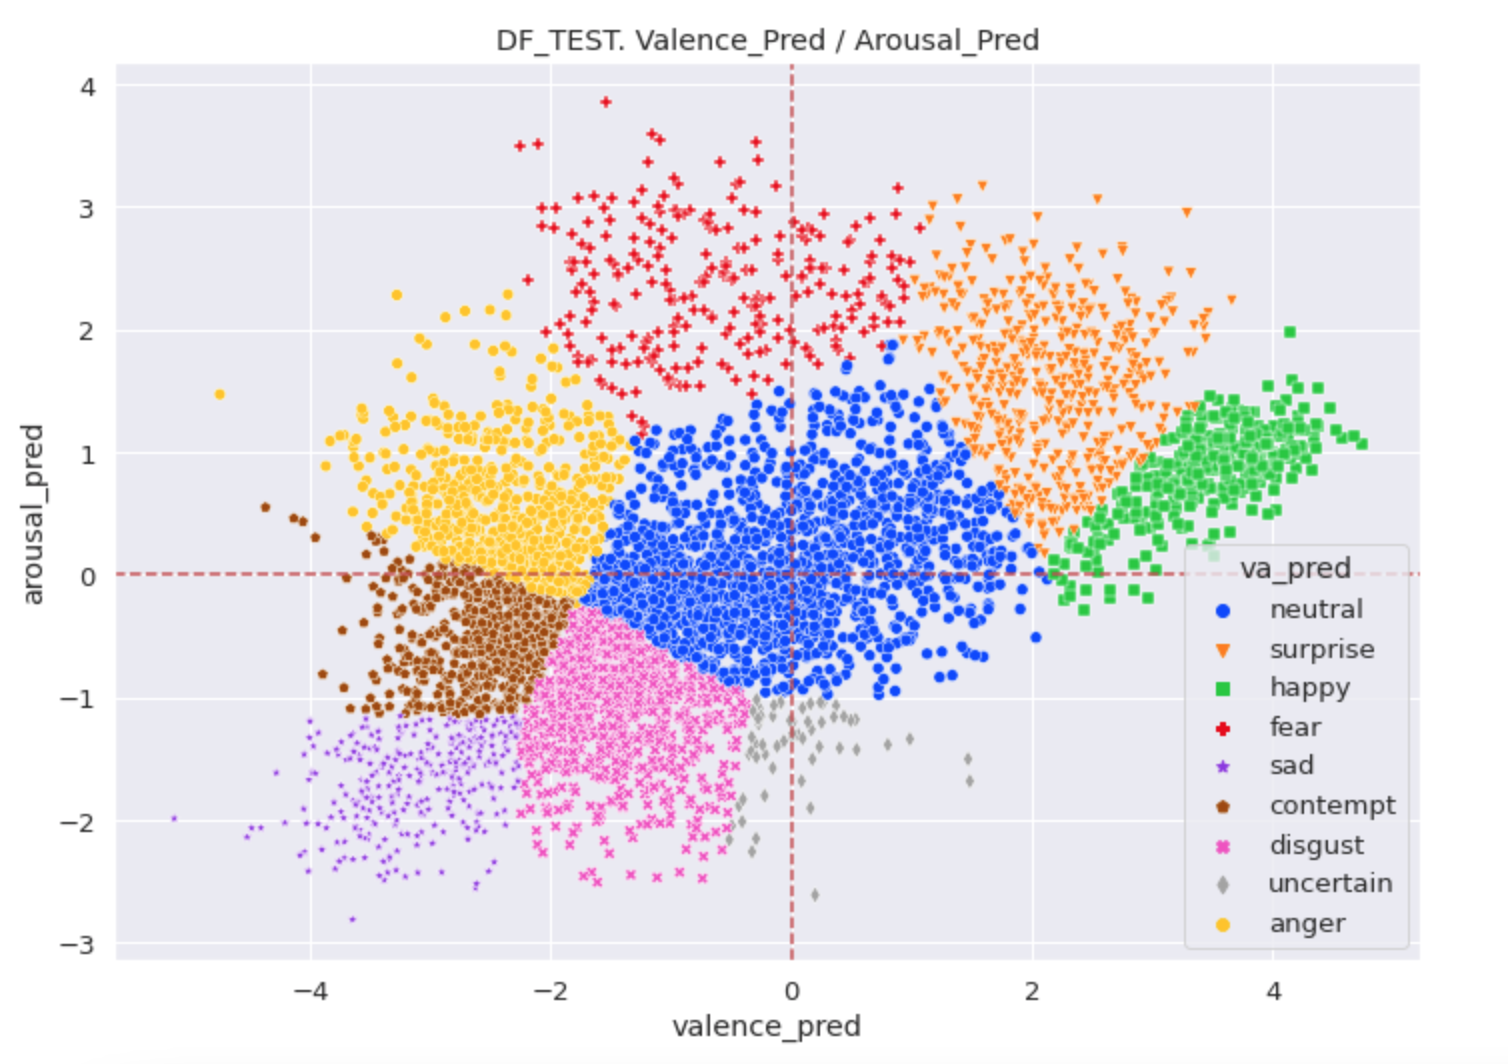 DF_TEST. Valence_Pred / Arousal_Pred
4
3
2
1
0
−1
−2
−3
arousal_pred
−4
−2
0
2
4
valence_pred
va_pred
neutral
surprise
happy
fear
sad
contempt
disgust
uncertain
anger